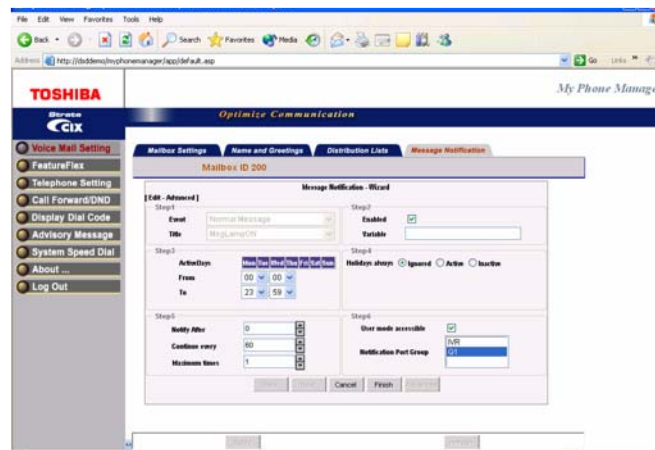 File Edit View Favorites Tools Help
Back Search Favorites Media
Address http://dsddemo/myphonemanager/app/default.asp Go Links
TOSHIBA
My Phone Manage
Strata
CIX
Optimize Communication
Voice Mail Setting
FeatureFlex
Telephone Setting
Call Forward/DND
Display Dial Code
Advisory Message
System Speed Dial
About ...
Log Out
Mailbox Settings Name and Greetings Distribution Lists Message Notification
Mailbox ID 200
Message Notification - Wizard
[Edit - Advanced]
Step1
Event Normal Message
Title MsgLampON
Step2
Enabled
Variable
Step3
ActiveDays Mon Tue Wed Thu Fri Sat Sun
From 00 00
To 23 59
Step4
Holidays always Ignored Active Inactive
Step5
Notify After 0
Continue every 60
Maximum times 1
Step6
User mode accessible
Notification Port Group
IVR
G1
Cancel Finish